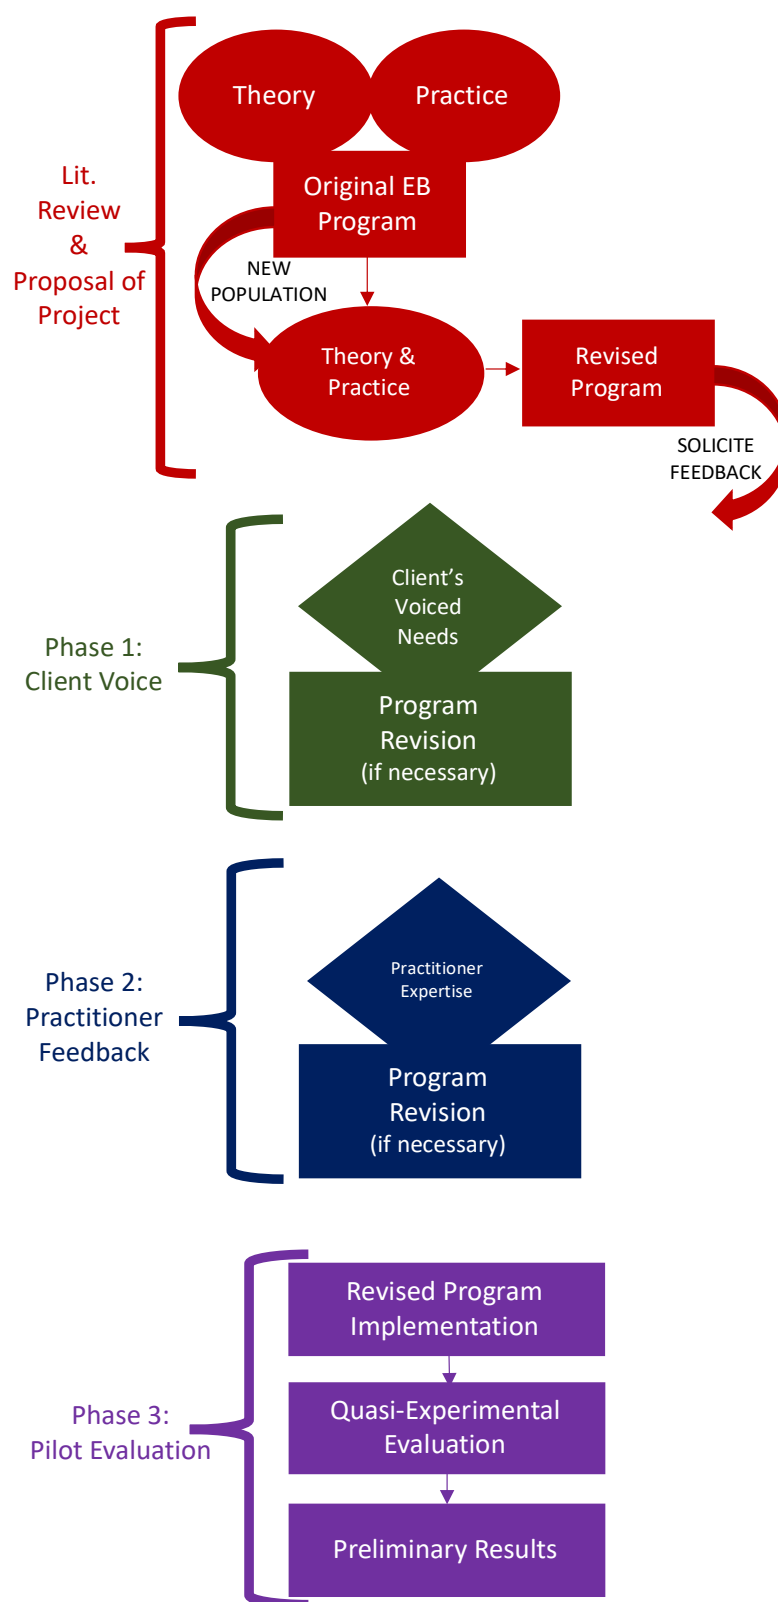 Theory
Practice
Lit.
Review
&
Proposal of
Project
Original EB
Program
NEW
POPULATION
Theory &
Practice
Revised
Program
SOLICITE
FEEDBACK
Phase 1:
Client Voice
Client’s
Voiced
Needs
Program
Revision
(if necessary)
Phase 2:
Practitioner
Feedback
Practitioner
Expertise
Program
Revision
(if necessary)
Phase 3:
Pilot Evaluation
Revised Program
Implementation
Quasi-Experimental
Evaluation
Preliminary Results